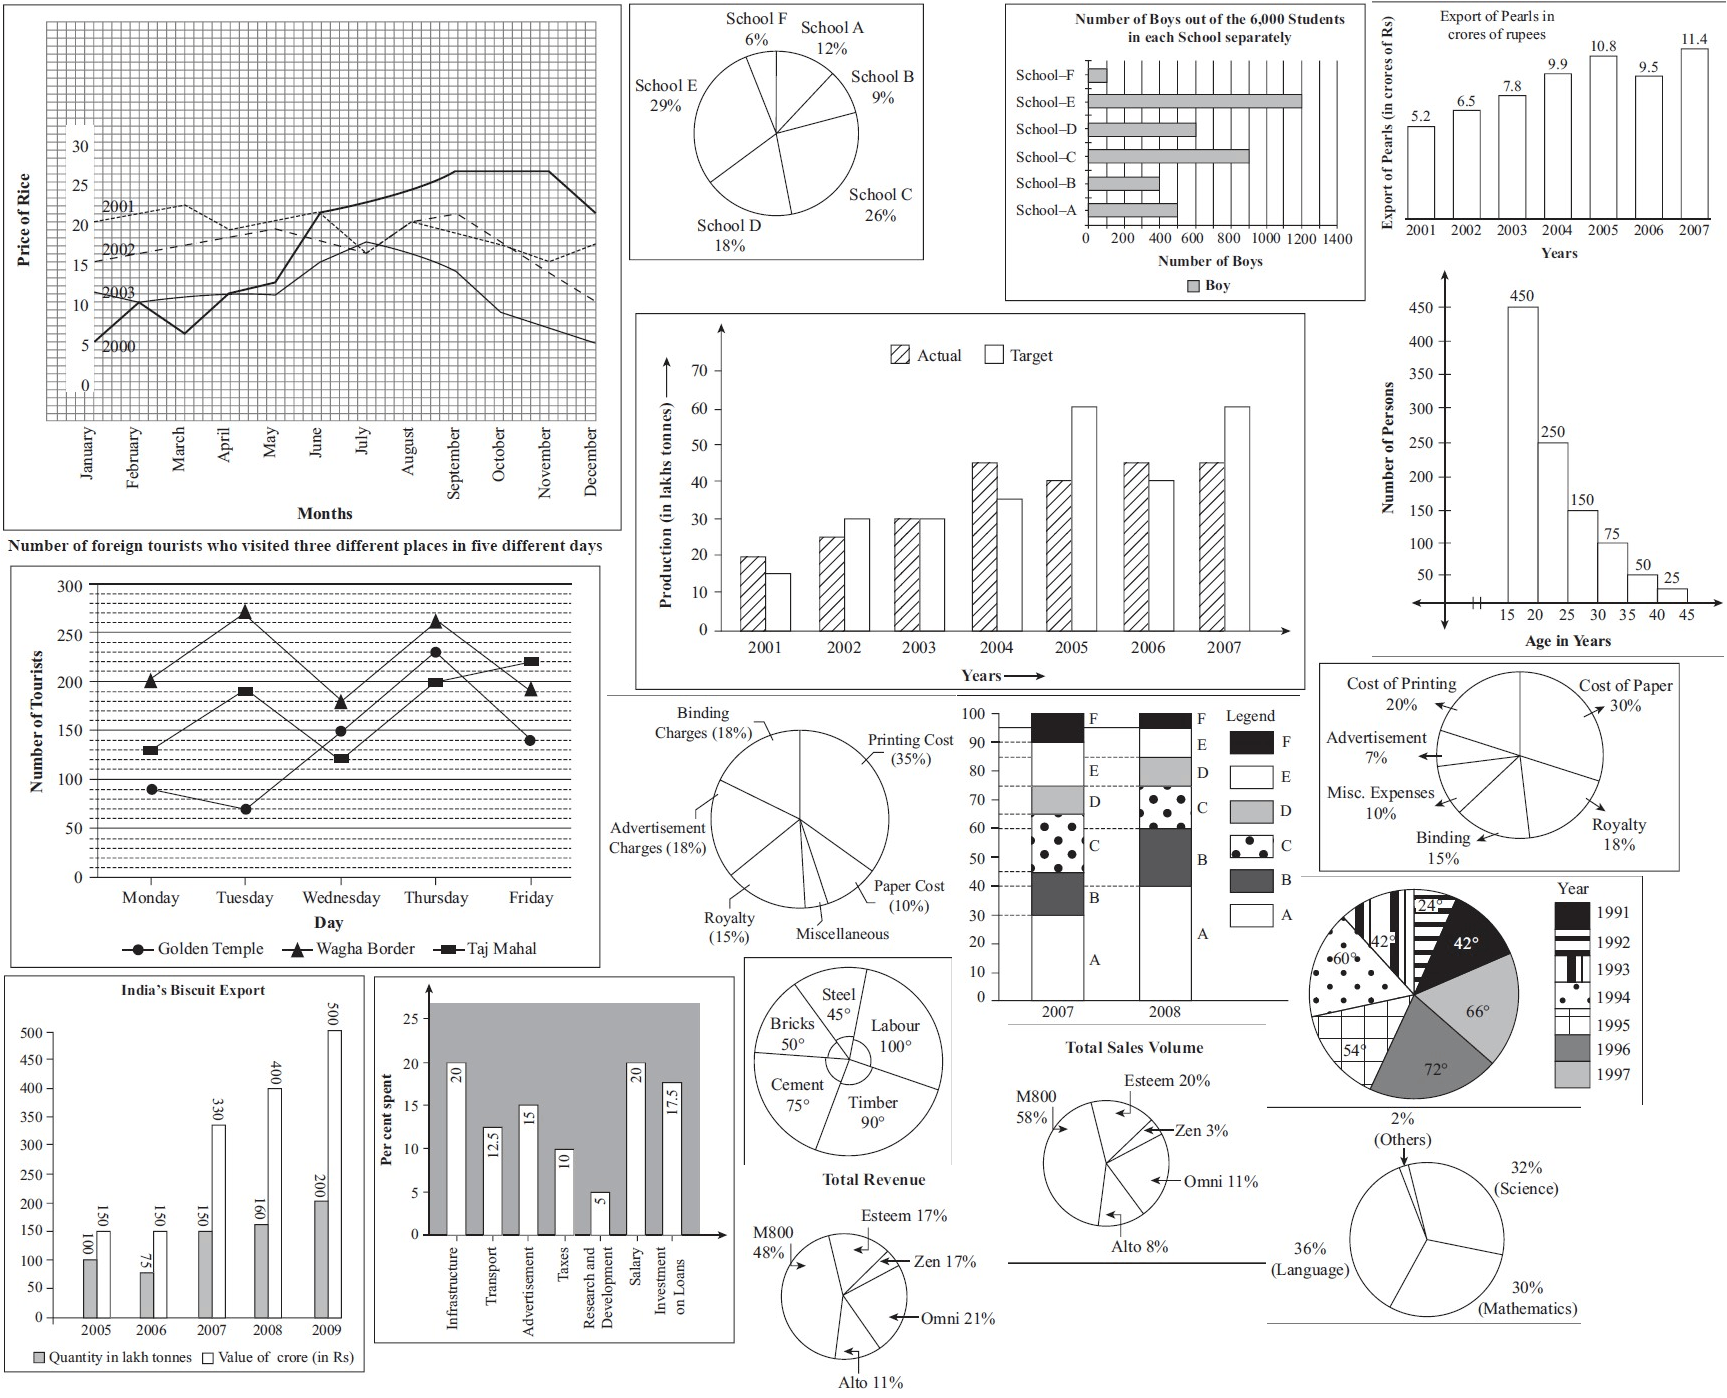 Price of Rice
30
25
20
15
10
5
0
2001
2002
2003
2000
January
February
March
April
May
June
July
August
September
October
November
December
Months
School F
6%
School A
12%
School B
9%
School E
29%
School C
26%
School D
18%
Number of Boys out of the 6,000 Students
in each School separately
School–F
School–E
School–D
School–C
School–B
School–A
0 200 400 600 800 1000 1200 1400
Number of Boys
Boy
Export of Pearls in
crores of rupees
Export of Pearls (in crores of Rs)
5.2
6.5
7.8
9.9
10.8
9.5
11.4
2001 2002 2003 2004 2005 2006 2007
Years
Actual Target
Production (in lakhs tonnes)
70
60
50
40
30
20
10
0
2001 2002 2003 2004 2005 2006 2007
Years
Number of Persons
450
400
350
300
250
200
150
100
50
450
250
150
75
50
25
15 20 25 30 35 40 45
Age in Years
Number of foreign tourists who visited three different places in five different days
Number of Tourists
300
250
200
150
100
50
0
Monday Tuesday Wednesday Thursday Friday
Day
Golden Temple Wagha Border Taj Mahal
Binding
Charges (18%)
Printing Cost
(35%)
Advertisement
Charges (18%)
Paper Cost
(10%)
Royalty
(15%)
Miscellaneous
100
90
80
70
60
50
40
30
20
10
0
F
E
D
C
B
A
F
E
D
C
B
A
2007 2008
Legend
F
E
D
C
B
A
Cost of Printing
20%
Cost of Paper
30%
Advertisement
7%
Misc. Expenses
10%
Binding
15%
Royalty
18%
24°
42°
66°
72°
54°
60°
42°
Year
1991
1992
1993
1994
1995
1996
1997
India's Biscuit Export
500
450
400
350
300
250
200
150
100
50
0
100
150
75
150
150
330
160
400
200
500
2005 2006 2007 2008 2009
Quantity in lakh tonnes Value of crore (in Rs)
Per cent spent
25
20
15
10
5
0
20
12.5
15
10
5
20
17.5
Infrastructure
Transport
Advertisement
Taxes
Research and
Development
Salary
Investment
on Loans
Steel
45°
Labour
100°
Bricks
50°
Cement
75°
Timber
90°
Total Revenue
M800
48%
Esteem 17%
Zen 17%
Omni 21%
Alto 11%
Total Sales Volume
M800
58%
Esteem 20%
Zen 3%
Omni 11%
Alto 8%
2%
(Others)
32%
(Science)
36%
(Language)
30%
(Mathematics)